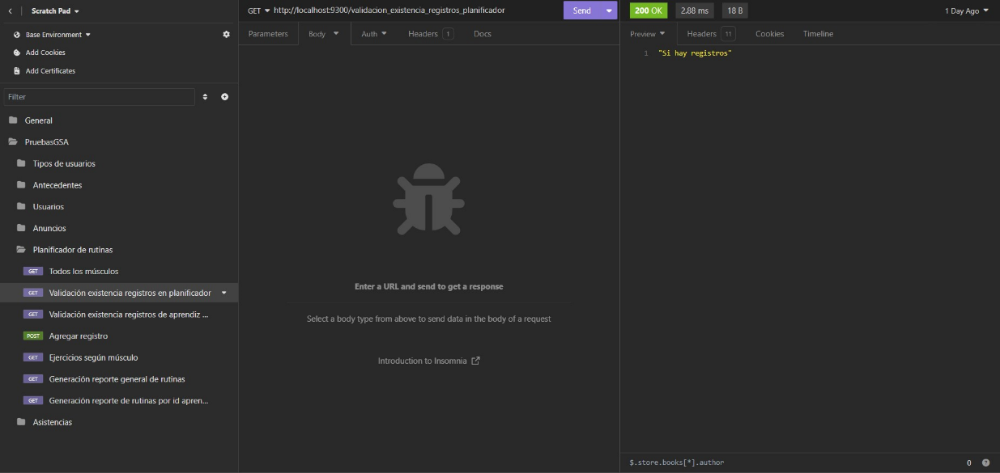 Scratch Pad
Base Environment
Add Cookies
Add Certificates
Filter
General
PruebasGSA
Tipos de usuarios
Antecedentes
Usuarios
Anuncios
Planificador de rutinas
GET Todos los músculos
GET Validación existencia registros en planificador
GET Validación existencia registros de aprendiz ...
POST Agregar registro
GET Ejercicios según músculo
GET Generación reporte general de rutinas
GET Generación reporte de rutinas por id apren...
Asistencias
GET http://localhost:9300/validacion_existencia_registros_planificador Send
Parameters Body Auth Headers 1 Docs
Enter a URL and send to get a response
Select a body type from above to send data in the body of a request
Introduction to Insomnia
200 OK 2.88 ms 18 B 1 Day Ago
Preview Headers 11 Cookies Timeline
1 "Si hay registros"
$.store.books[*].author 0 ?